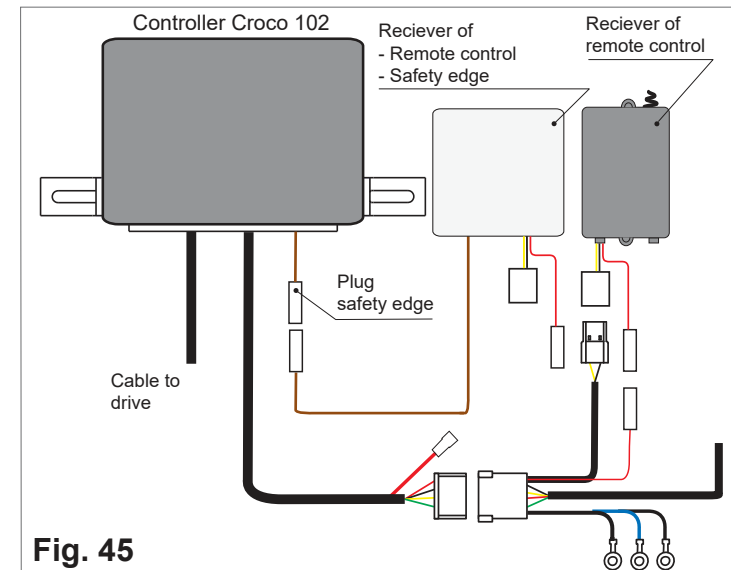 Controller Croco 102
Reciever of
- Remote control
- Safety edge
Reciever of
remote control
Plug
safety edge
Cable to
drive
Fig. 45